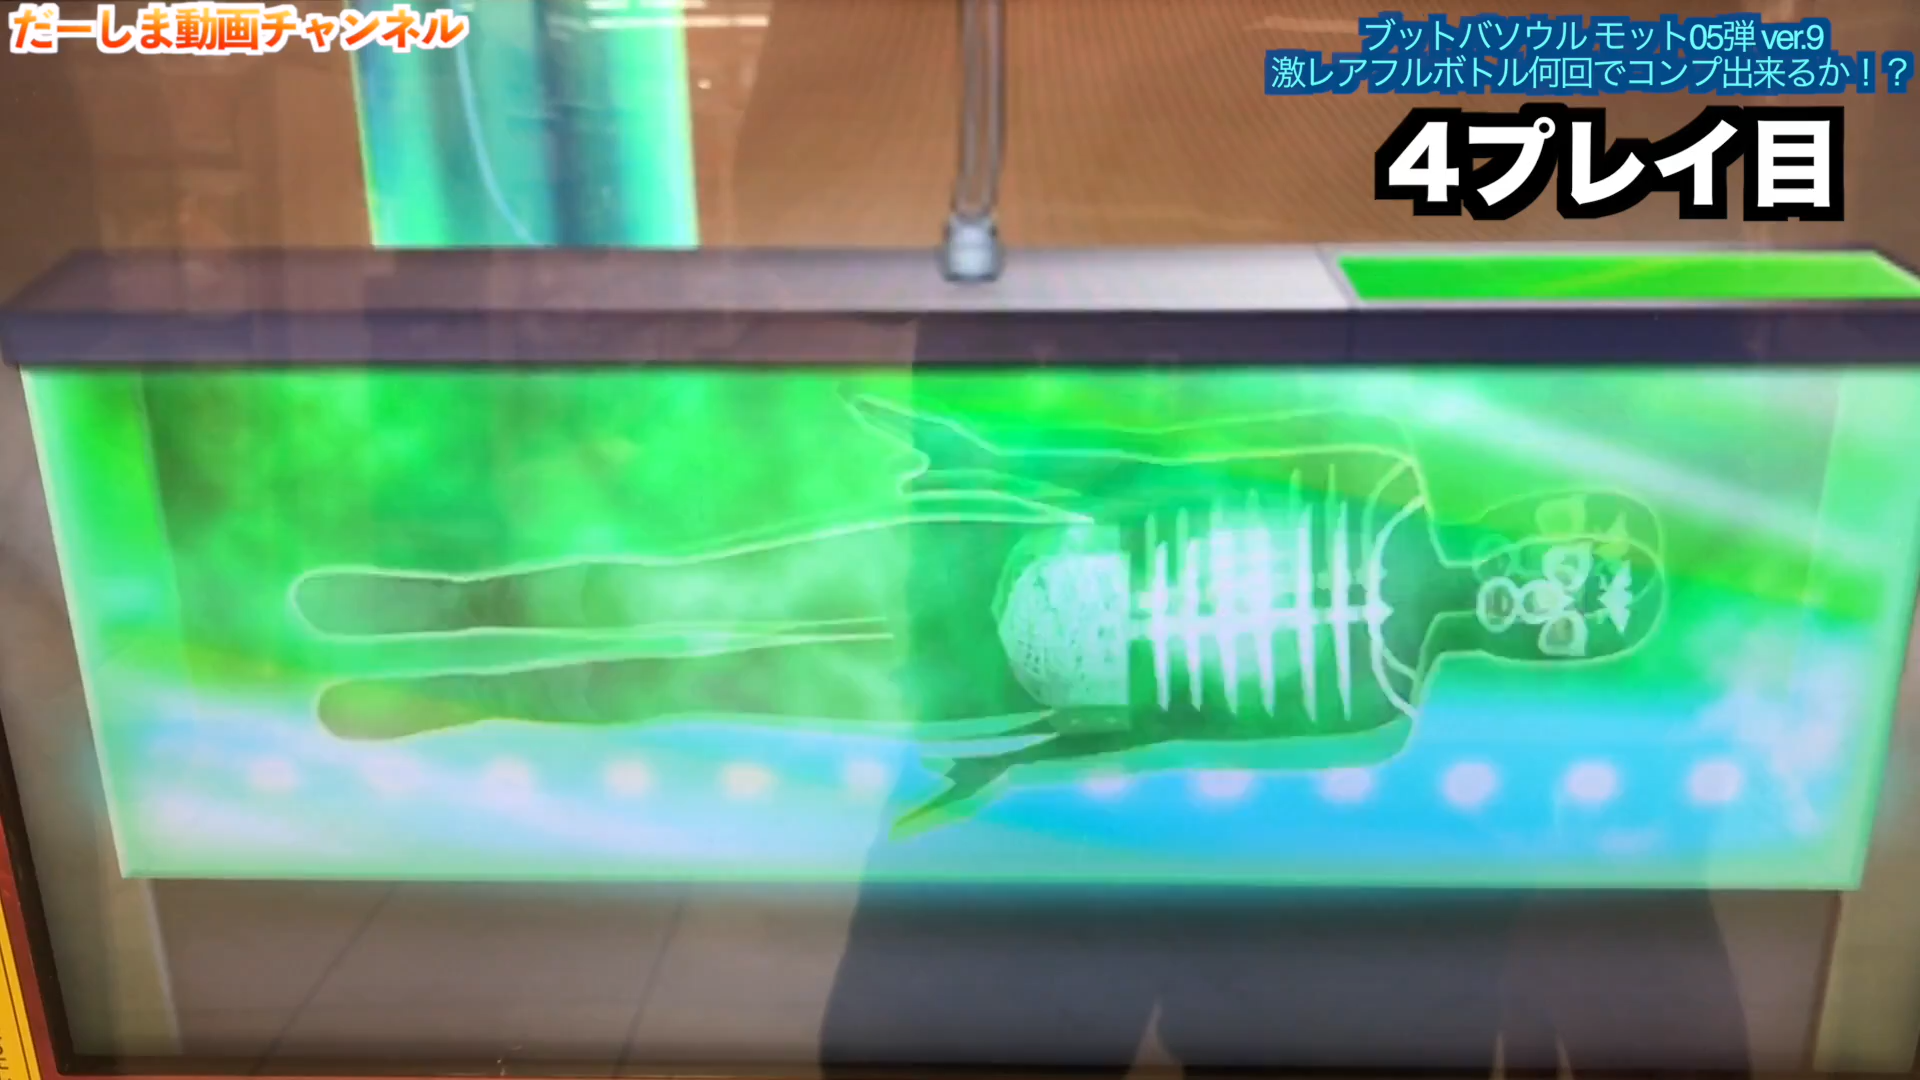 だーしま動画チャンネル
ブットバソウル モット05弾 ver.9
激レアフルボトル何回でコンプ出来るか！？
4プレイ目